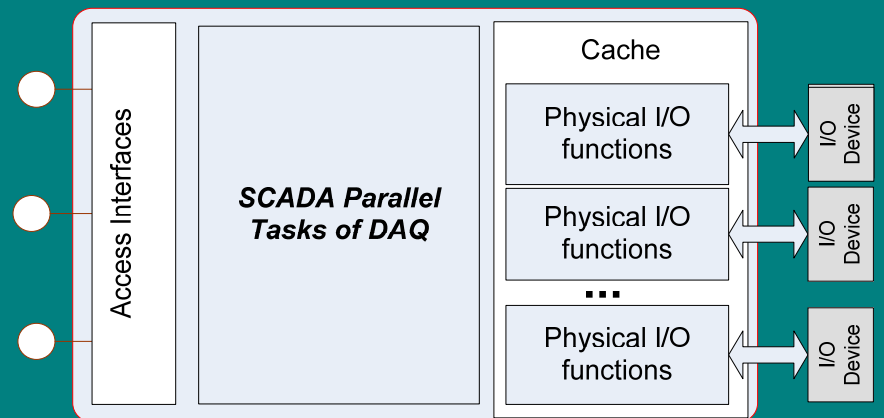 Access Interfaces
SCADA Parallel
Tasks of DAQ
Cache
Physical I/O
functions
I/O
Device
Physical I/O
functions
I/O
Device
...
Physical I/O
functions
I/O
Device